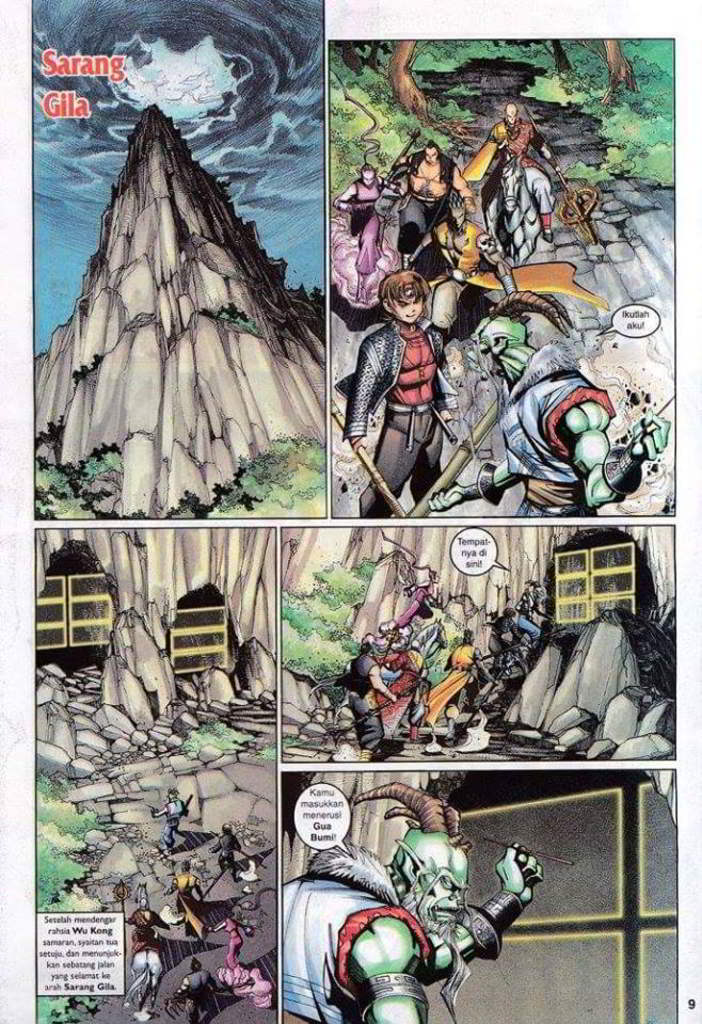 Sarang
Gila
Ikutlah
aku!
Tempat-
nya di
sini!
Setelah mendengar
rahsia Wu Kong
samaran, syaitan tua
setuju, dan menunjuk-
kan sebatang jalan
yang selamat ke
arah Sarang Gila.
Kamu
masukkan
menerusi
Gua
Bumi!
9